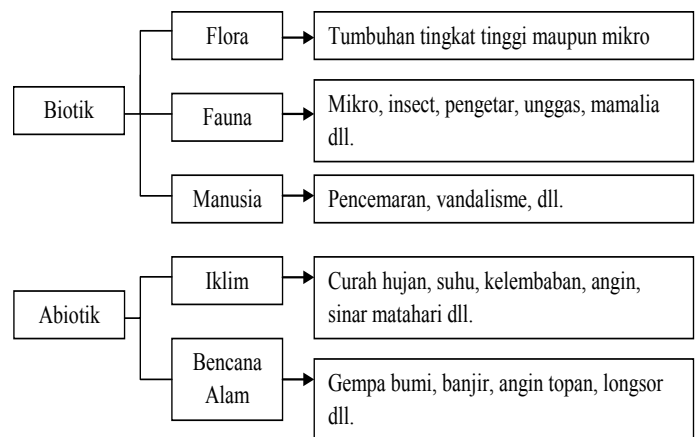 Flora
Tumbuhan tingkat tinggi maupun mikro
Biotik
Fauna
Mikro, insect, pengetar, unggas, mamalia
dll.
Manusia
Pencemaran, vandalisme, dll.
Iklim
Curah hujan, suhu, kelembaban, angin,
sinar matahari dll.
Abiotik
Bencana
Alam
Gempa bumi, banjir, angin topan, longsor
dll.